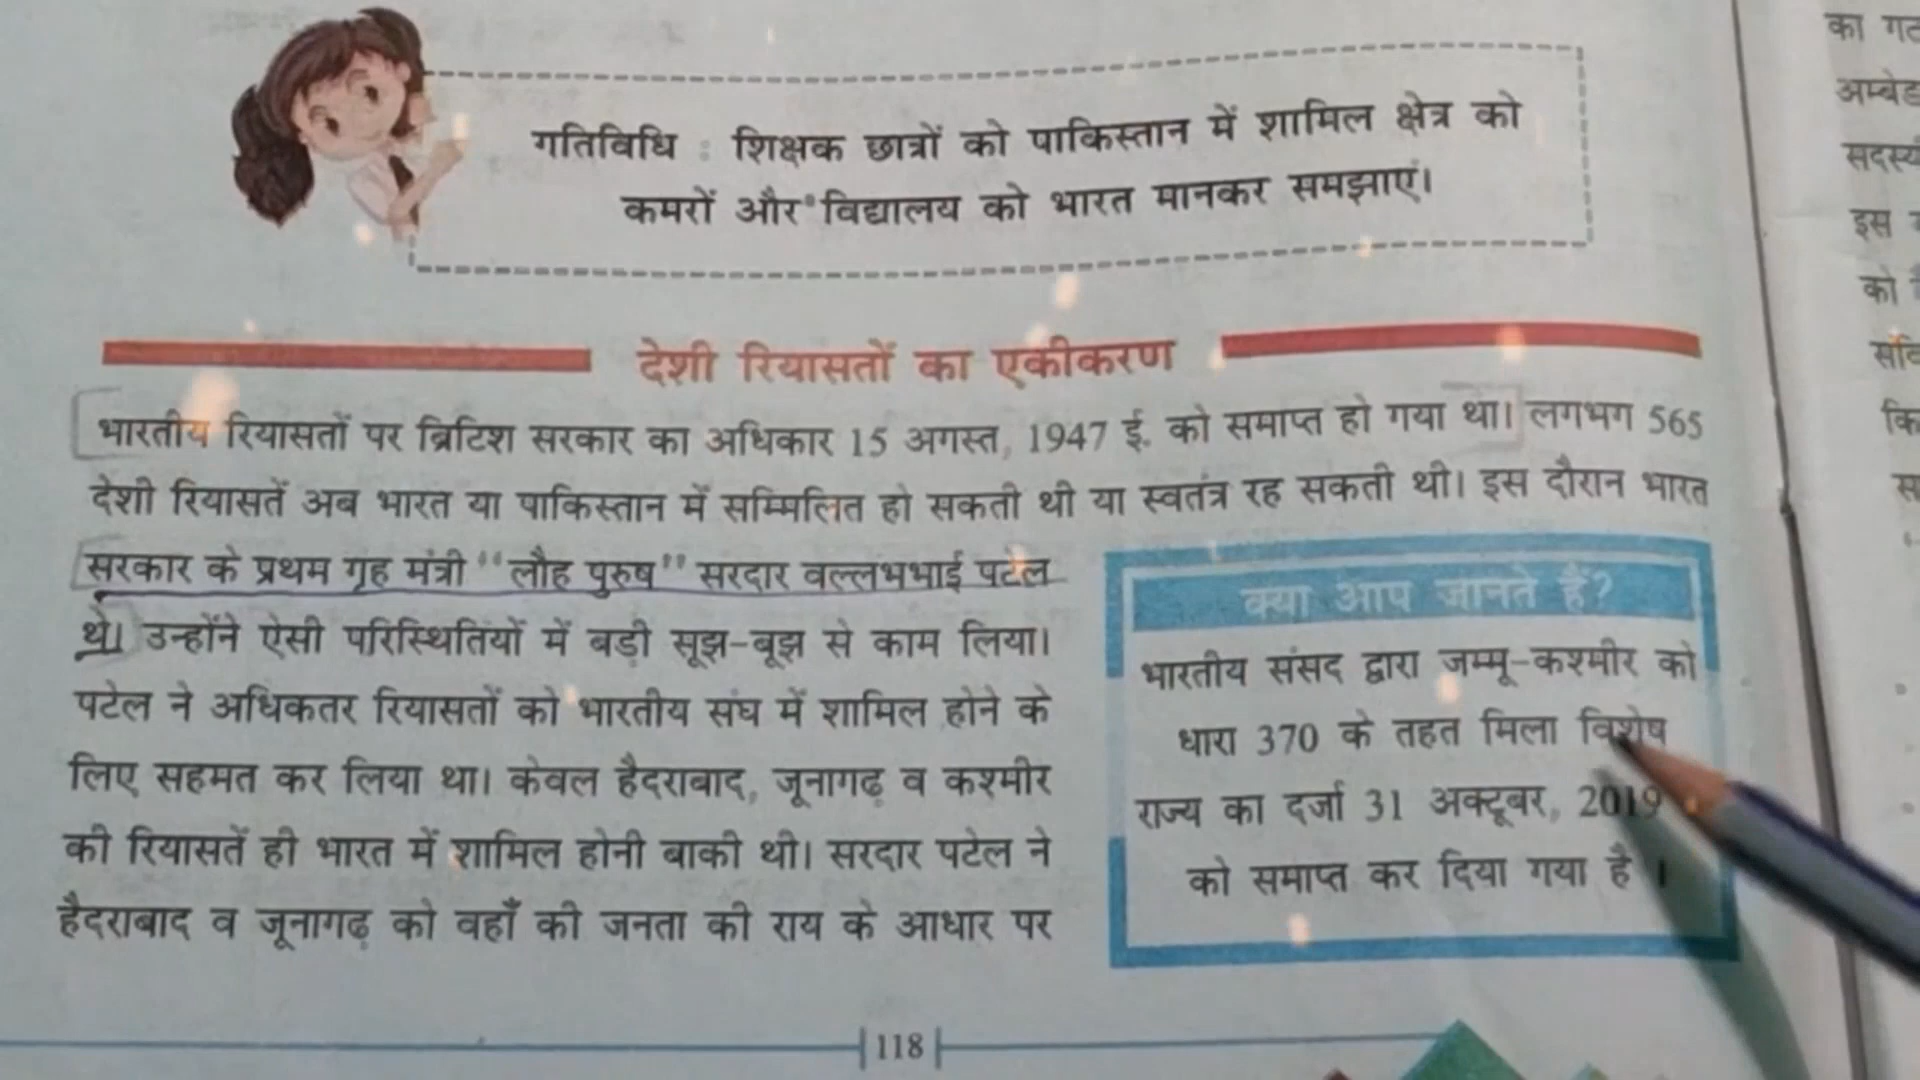 गतिविधि : शिक्षक छात्रों को पाकिस्तान में शामिल क्षेत्र को
कमरों और विद्यालय को भारत मानकर समझाएं।
देशी रियासतों का एकीकरण
भारतीय रियासतों पर ब्रिटिश सरकार का अधिकार 15 अगस्त, 1947 ई. को समाप्त हो गया था। लगभग 565
देशी रियासतें अब भारत या पाकिस्तान में सम्मिलित हो सकती थी या स्वतंत्र रह सकती थी। इस दौरान भारत
सरकार के प्रथम गृह मंत्री "लौह पुरुष" सरदार वल्लभभाई पटेल
थे। उन्होंने ऐसी परिस्थितियों में बड़ी सूझ-बूझ से काम लिया।
पटेल ने अधिकतर रियासतों को भारतीय संघ में शामिल होने के
लिए सहमत कर लिया था। केवल हैदराबाद, जूनागढ़ व कश्मीर
की रियासतें ही भारत में शामिल होनी बाकी थी। सरदार पटेल ने
हैदराबाद व जूनागढ़ को वहाँ की जनता की राय के आधार पर
क्या आप जानते हैं?
भारतीय संसद द्वारा जम्मू-कश्मीर को
धारा 370 के तहत मिला विशेष
राज्य का दर्जा 31 अक्टूबर, 2019
को समाप्त कर दिया गया है ।
118
का
इस
को